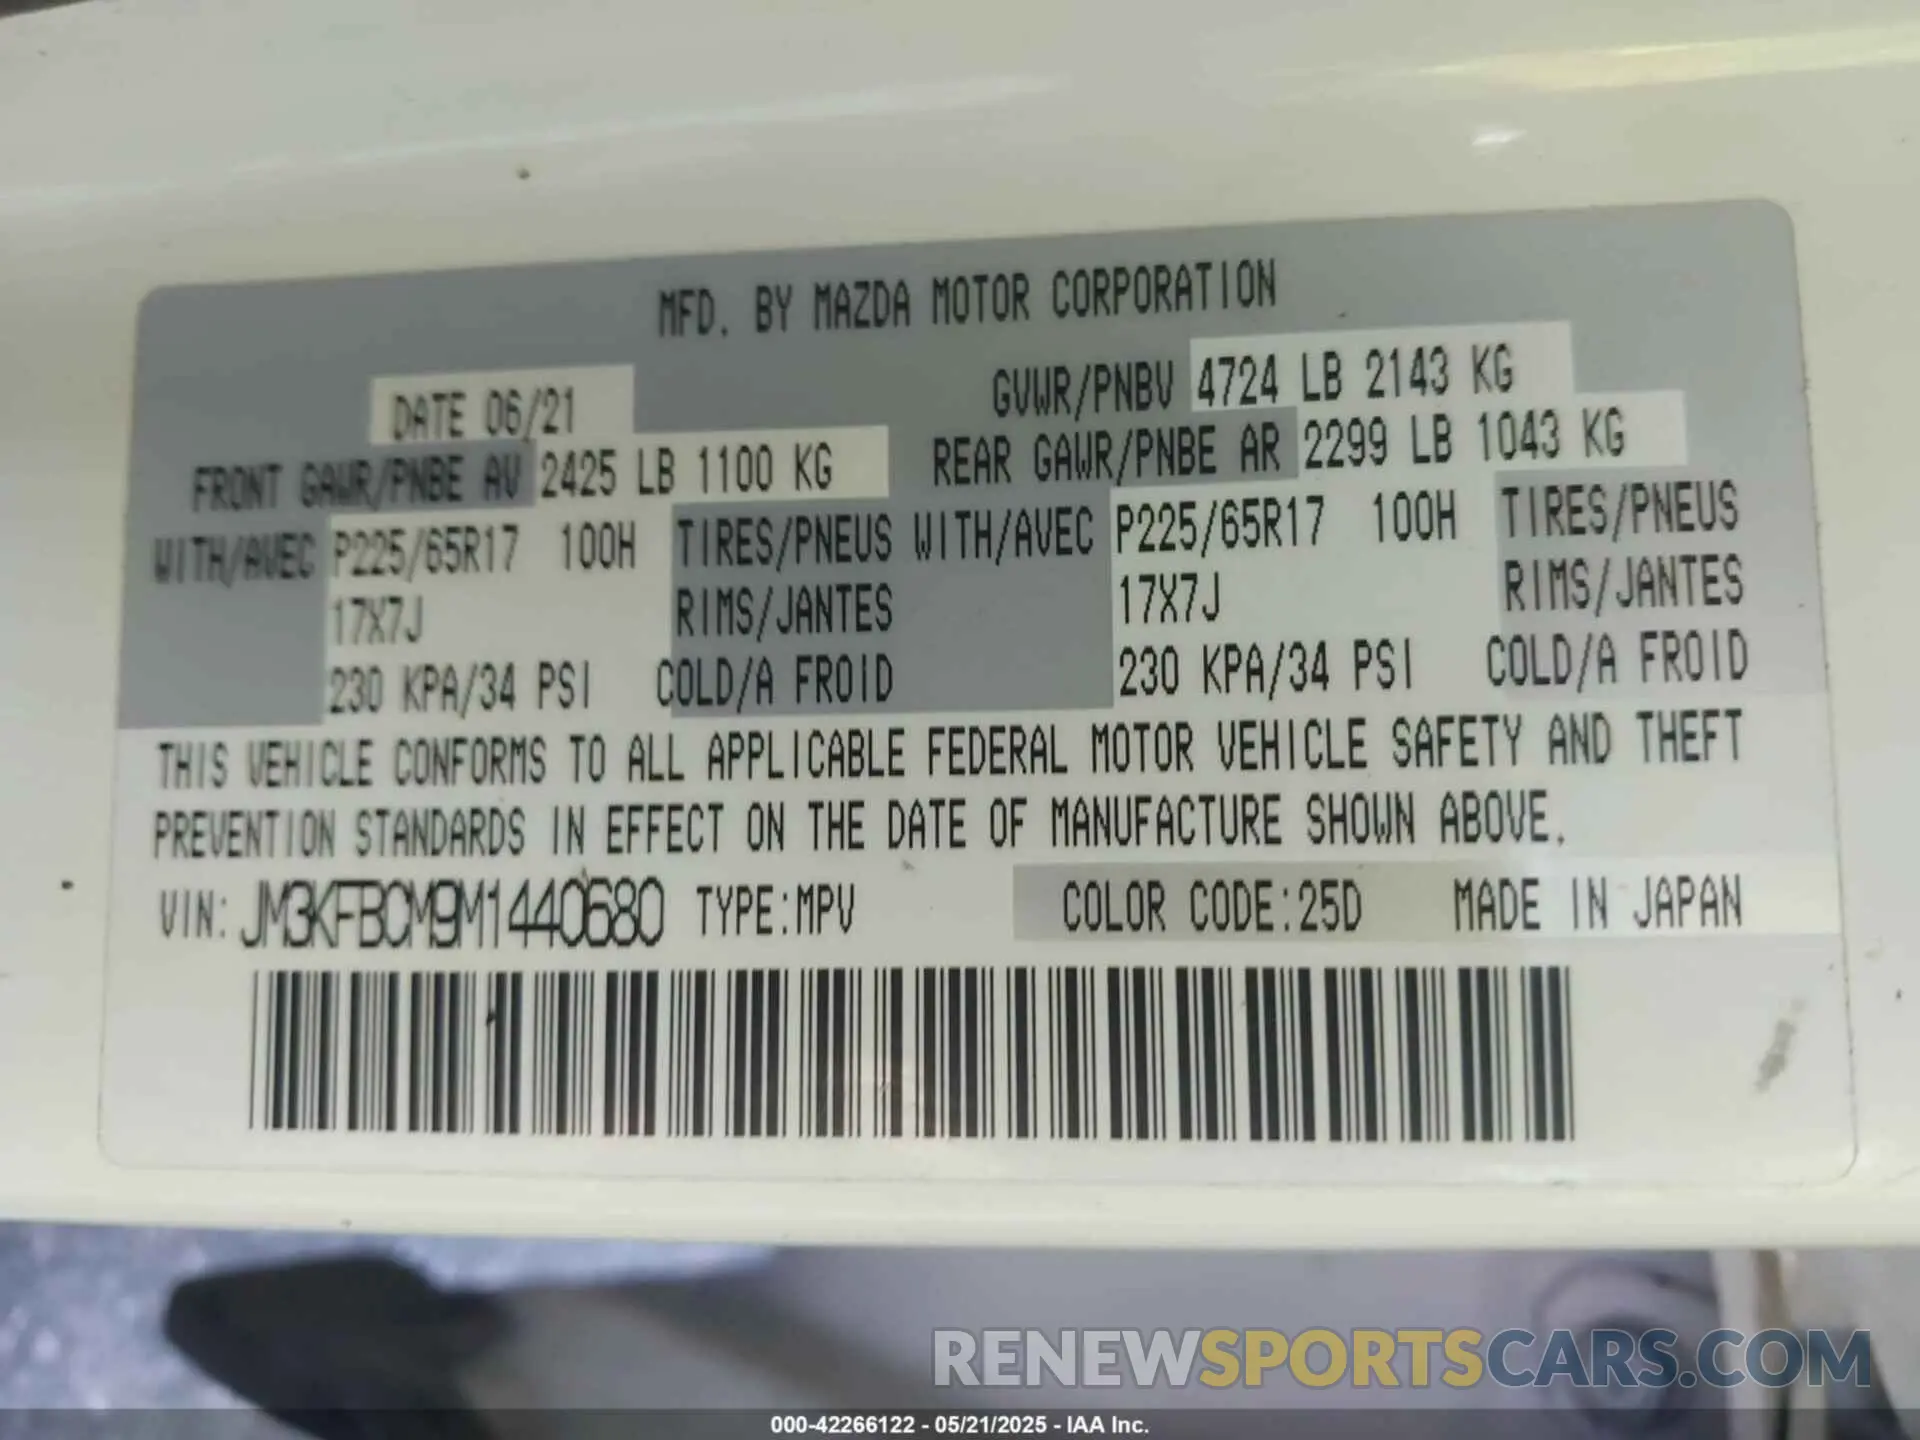 MFD. BY MAZDA MOTOR CORPORATION
DATE 06/21 GVWR/PNBV 4724 LB 2143 KG
FRONT GAWR/PNBE AV 2425 LB 1100 KG REAR GAWR/PNBE AR 2299 LB 1043 KG
WITH/AVEC P225/65R17 100H TIRES/PNEUS WITH/AVEC P225/65R17 100H TIRES/PNEUS
17X7J RIMS/JANTES 17X7J RIMS/JANTES
230 KPA/34 PSI COLD/A FROID 230 KPA/34 PSI COLD/A FROID
THIS VEHICLE CONFORMS TO ALL APPLICABLE FEDERAL MOTOR VEHICLE SAFETY AND THEFT
PREVENTION STANDARDS IN EFFECT ON THE DATE OF MANUFACTURE SHOWN ABOVE.
VIN: JM3KFBCM9M1440680 TYPE:MPV COLOR CODE:25D MADE IN JAPAN
RENEWSPORTSCARS.COM
000-42266122 - 05/21/2025 - IAA Inc.